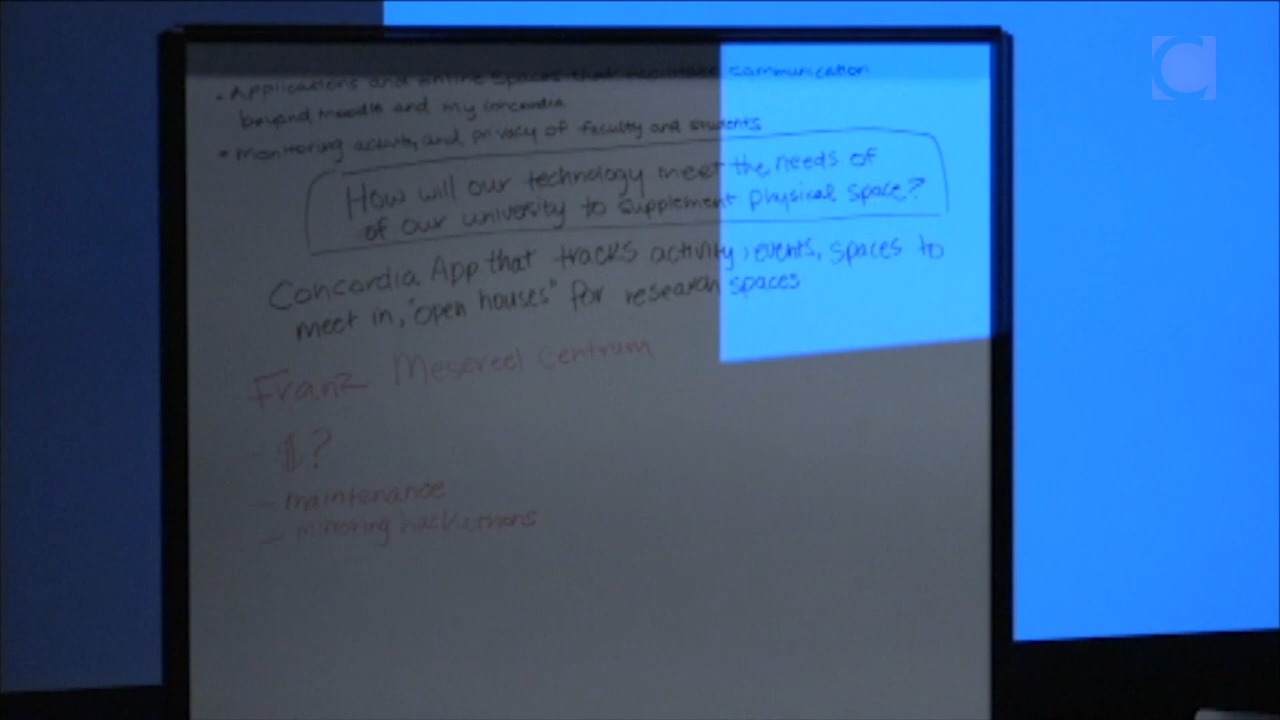 • Applications and online spaces that facilitate communication
beyond moodle and my concordia
• Monitoring activity and privacy of faculty and students
How will our technology meet the needs of
of our university to supplement physical space?
Concordia App that tracks activity, events, spaces to
meet in, "open houses" for research spaces
Franz Mesereel Centrum
- $?
- maintenance
- mirroring hackathons
C